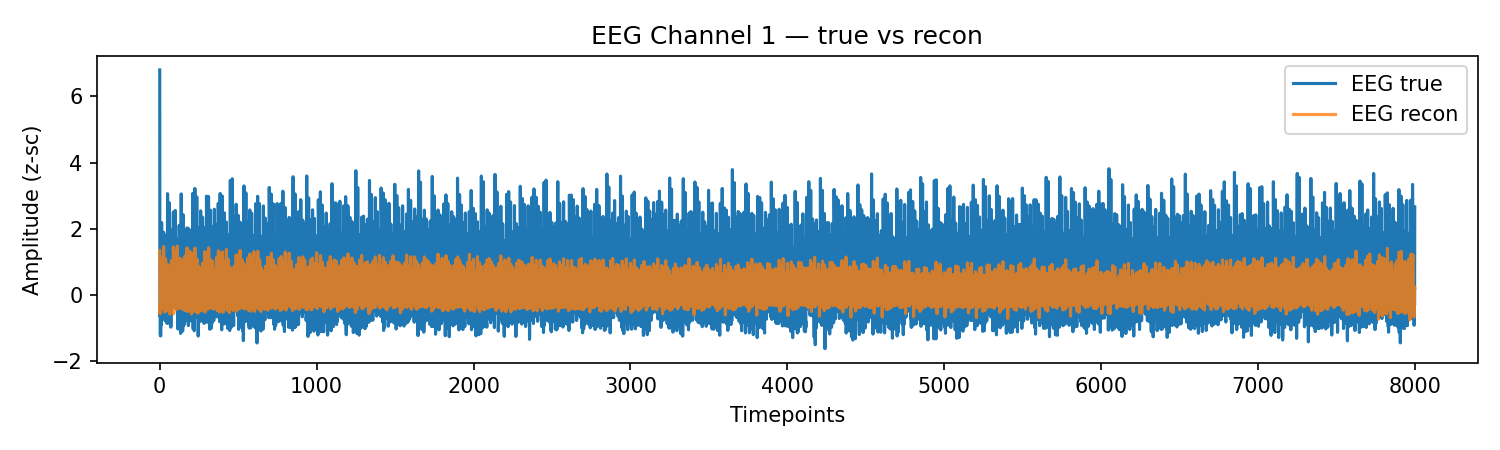 EEG Channel 1 — true vs recon
EEG true
EEG recon
Amplitude (z-sc)
6
4
2
0
−2
0 1000 2000 3000 4000 5000 6000 7000 8000
Timepoints